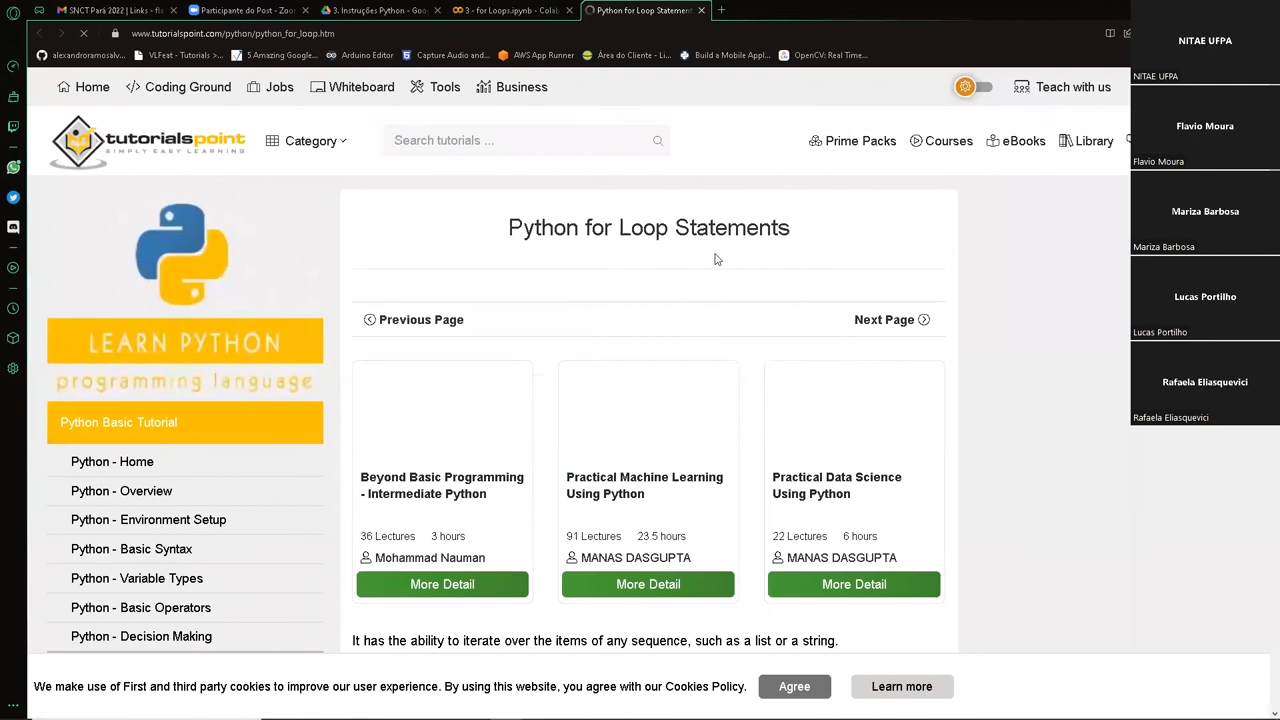 SNCT Pará 2022 | Links - fl
Participante do Post - Zoo
3. Instruções Python - Goo
3 - for Loops.ipynb - Colab
Python for Loop Statement
www.tutorialspoint.com/python/python_for_loop.htm
alexandroramosalv...
VLFeat - Tutorials >...
5 Amazing Google...
Arduino Editor
Capture Audio and...
AWS App Runner
Área do Cliente - Li...
Build a Mobile Appl...
OpenCV: Real Time...
Home
Coding Ground
Jobs
Whiteboard
Tools
Business
Teach with us
tutorialspoint
SIMPLY EASY LEARNING
Category
Search tutorials ...
Prime Packs
Courses
eBooks
Library
LEARN PYTHON
programming language
Python Basic Tutorial
Python - Home
Python - Overview
Python - Environment Setup
Python - Basic Syntax
Python - Variable Types
Python - Basic Operators
Python - Decision Making
Python for Loop Statements
Previous Page
Next Page
Beyond Basic Programming
- Intermediate Python
36 Lectures 3 hours
Mohammad Nauman
More Detail
Practical Machine Learning
Using Python
91 Lectures 23.5 hours
MANAS DASGUPTA
More Detail
Practical Data Science
Using Python
22 Lectures 6 hours
MANAS DASGUPTA
More Detail
It has the ability to iterate over the items of any sequence, such as a list or a string.
We make use of First and third party cookies to improve our user experience. By using this website, you agree with our Cookies Policy.
Agree
Learn more
NITAE UFPA
NITAE UFPA
Flavio Moura
Flavio Moura
Mariza Barbosa
Mariza Barbosa
Lucas Portilho
Lucas Portilho
Rafaela Eliasquevici
Rafaela Eliasquevici